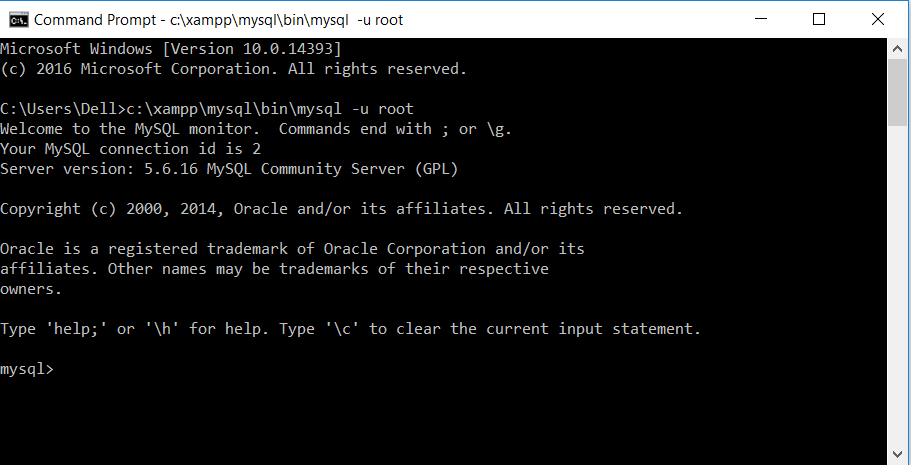 Command Prompt - c:\xampp\mysql\bin\mysql  -u root
Microsoft Windows [Version 10.0.14393]
(c) 2016 Microsoft Corporation. All rights reserved.
C:\Users\Dell>c:\xampp\mysql\bin\mysql -u root
Welcome to the MySQL monitor.  Commands end with ; or \g.
Your MySQL connection id is 2
Server version: 5.6.16 MySQL Community Server (GPL)
Copyright (c) 2000, 2014, Oracle and/or its affiliates. All rights reserved.
Oracle is a registered trademark of Oracle Corporation and/or its
affiliates. Other names may be trademarks of their respective
owners.
Type 'help;' or '\h' for help. Type '\c' to clear the current input statement.
mysql>